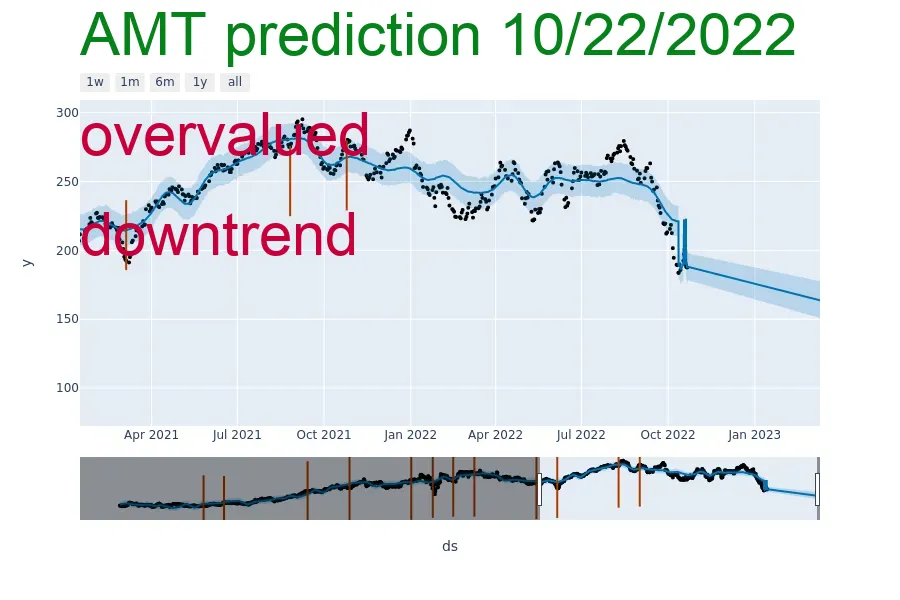 AMT prediction 10/22/2022
1w 1m 6m 1y all
300
overvalued
250
downtrend
200
y
150
100
Apr 2021 Jul 2021 Oct 2021 Jan 2022 Apr 2022 Jul 2022 Oct 2022 Jan 2023
ds